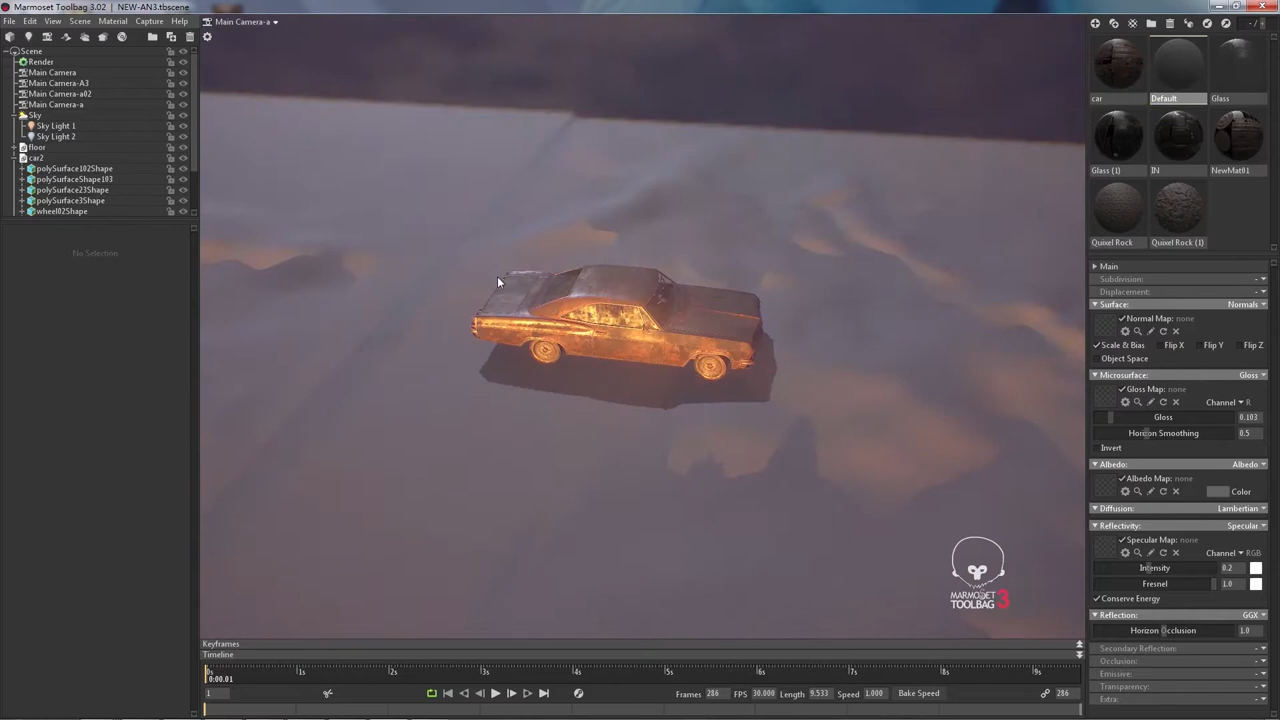 Marmoset Toolbag 3.02 | NEW-AN3.tbscene
File Edit View Scene Material Capture Help
Main Camera-a
Scene
Render
Main Camera
Main Camera-A3
Main Camera-a02
Main Camera-a
Sky
Sky Light 1
Sky Light 2
floor
car2
polySurface102Shape
polySurfaceShape103
polySurface23Shape
polySurface3Shape
wheel02Shape
No Selection
car Default Glass
Glass (1) IN NewMat01
Quixel Rock Quixel Rock (1)
Main
Subdivision:
Displacement:
Surface: Normals
Normal Map: none
Scale & Bias Flip X Flip Y Flip Z
Object Space
Microsurface: Gloss
Gloss Map: none
Channel R
Gloss 0.103
Horizon Smoothing 0.5
Invert
Albedo: Albedo
Albedo Map: none
Color
Diffusion: Lambertian
Reflectivity: Specular
Specular Map: none
Channel RGB
Intensity 0.2
Fresnel 1.0
Conserve Energy
Reflection: GGX
Horizon Occlusion 1.0
Secondary Reflection:
Occlusion:
Emissive:
Transparency:
Extra:
MARMOSET
TOOLBAG 3
Keyframes
Timeline
0s 1s 2s 3s 4s 5s 6s 7s 8s 9s
0:00.01
1 Frames 286 FPS 30.000 Length 9.533 Speed 1.000 Bake Speed 286